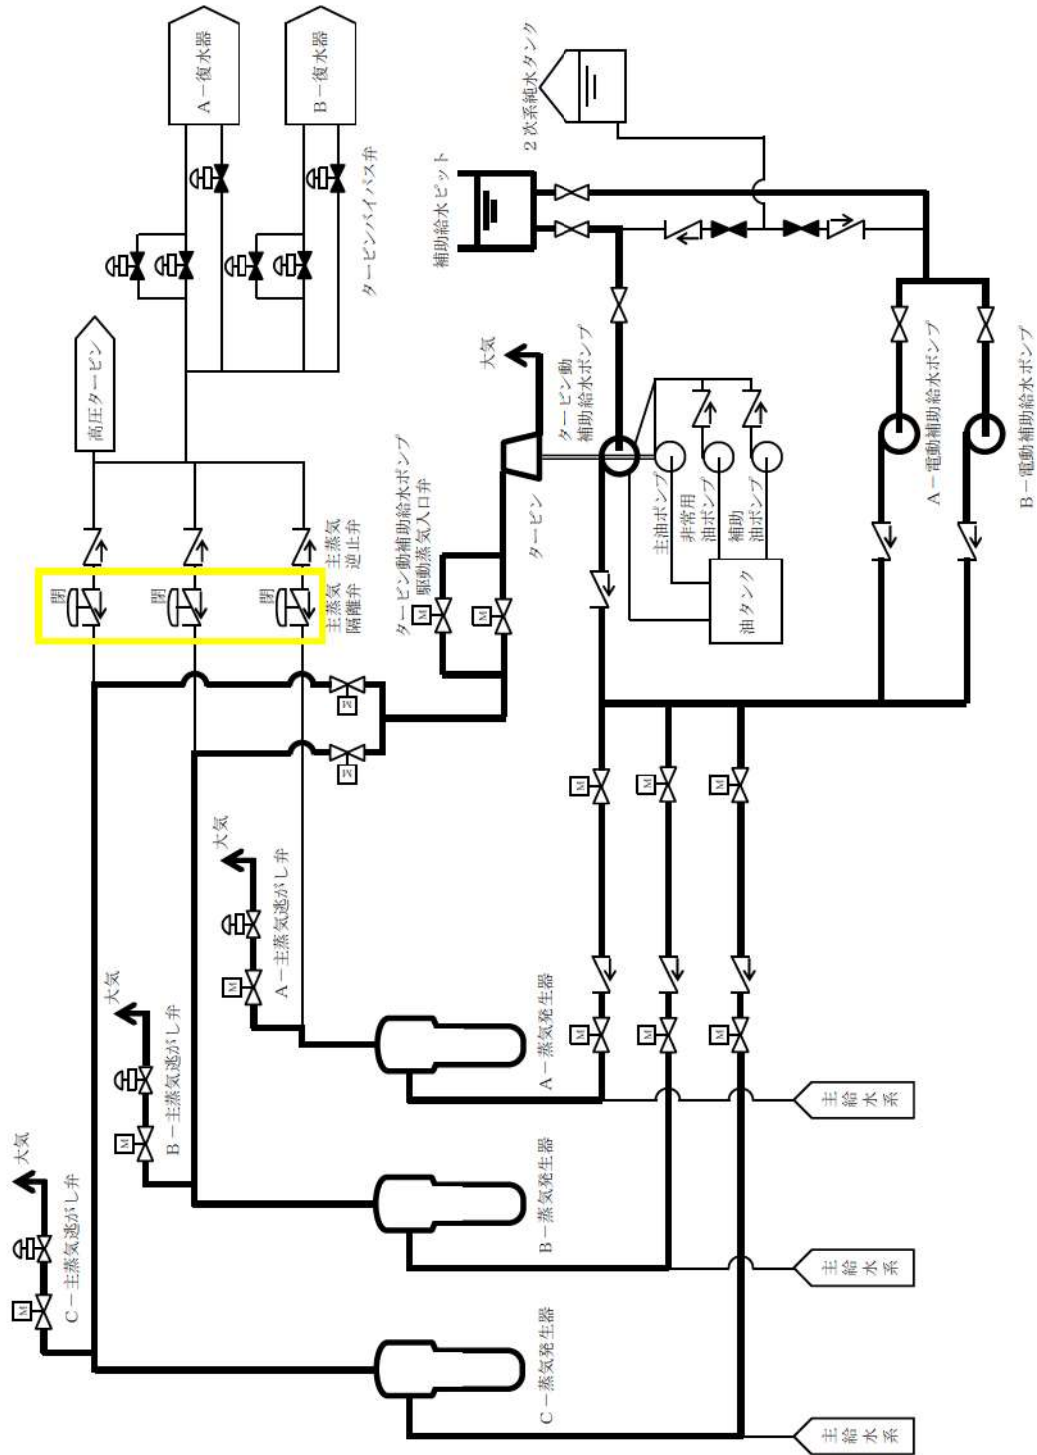 A－復水器
B－復水器
タービンバイパス弁
高圧タービン
2次系純水タンク
補助給水ピット
閉
閉
閉
主蒸気
逆止弁
主蒸気
隔離弁
大気
タービン
タービン動
補助給水ポンプ
タービン動補助給水ポンプ
駆動蒸気入口弁
M
M
M
M
主油ポンプ
非常用
油ポンプ
補助
油ポンプ
油タンク
A－電動補助給水ポンプ
B－電動補助給水ポンプ
大気
M
A－主蒸気逃がし弁
大気
M
B－主蒸気逃がし弁
大気
M
C－主蒸気逃がし弁
M
M
M
M
M
M
A－蒸気発生器
B－蒸気発生器
C－蒸気発生器
主給水系
主給水系
主給水系